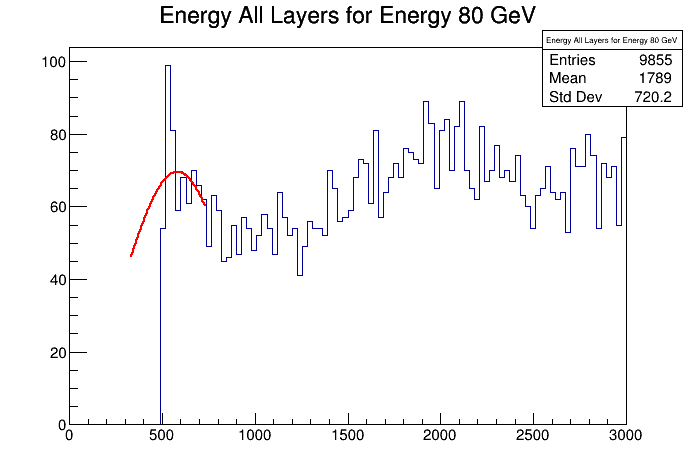 Energy All Layers for Energy 80 GeV
Energy All Layers for Energy 80 GeV
Entries 9855
Mean 1789
Std Dev 720.2
100
80
60
40
20
0
0 500 1000 1500 2000 2500 3000